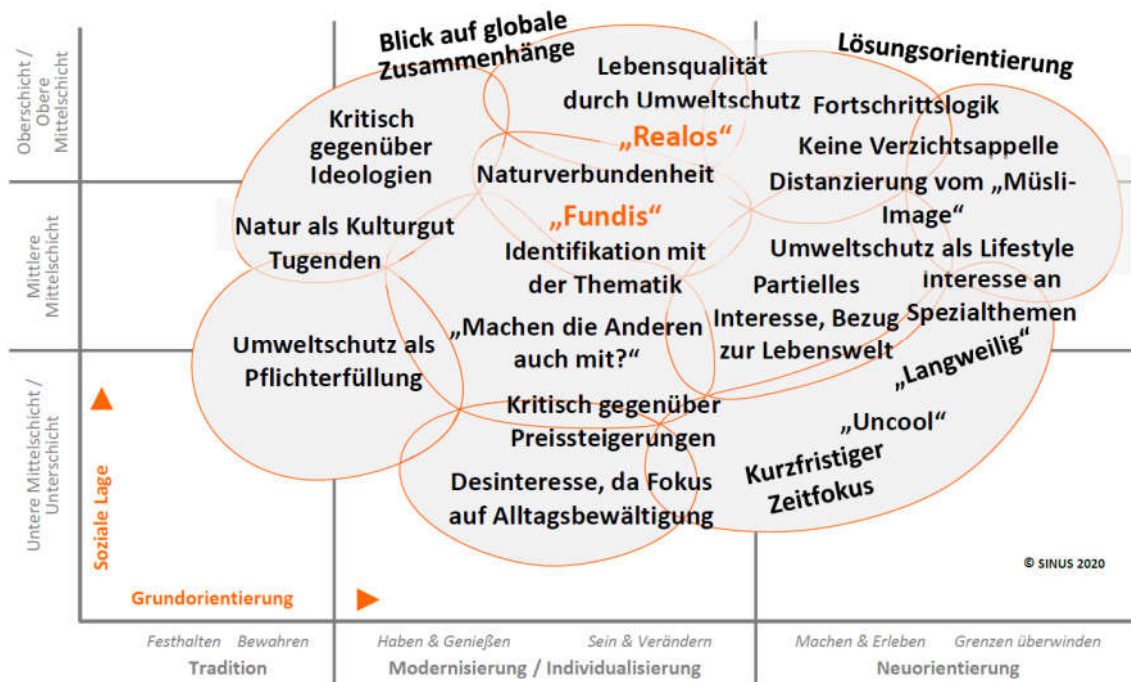 Oberschicht /
Obere
Mittelschicht
Mittlere
Mittelschicht
Untere Mittelschicht /
Unterschicht
Soziale Lage
Blick auf globale
Zusammenhänge
Lösungsorientierung
Lebensqualität
durch Umweltschutz
Fortschrittslogik
Kritisch
gegenüber
Ideologien
„Realos“
Keine Verzichtsappelle
Naturverbundenheit
Distanzierung vom „Müsli-
Image“
„Fundis“
Natur als Kulturgut
Tugenden
Identifikation mit
der Thematik
Umweltschutz als Lifestyle
Partielles
Interesse, Bezug
zur Lebenswelt
Interesse an
Spezialthemen
„Machen die Anderen
auch mit?“
Umweltschutz als
Pflichterfüllung
„Langweilig“
Kritisch gegenüber
Preissteigerungen
„Uncool“
Kurzfristiger
Zeitfokus
Desinteresse, da Fokus
auf Alltagsbewältigung
© SINUS 2020
Grundorientierung
Festhalten Bewahren
Tradition
Haben & Genießen Sein & Verändern
Modernisierung / Individualisierung
Machen & Erleben Grenzen überwinden
Neuorientierung